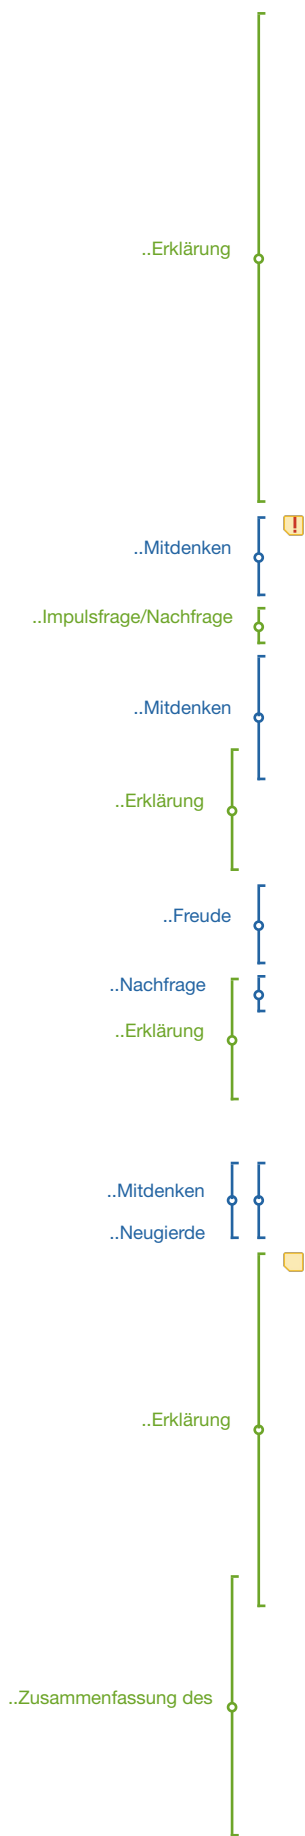 ..Erklärung
..Mitdenken
..Impulsfrage/Nachfrage
..Mitdenken
..Erklärung
..Freude
..Nachfrage
..Erklärung
..Mitdenken
..Neugierde
..Erklärung
..Zusammenfassung des